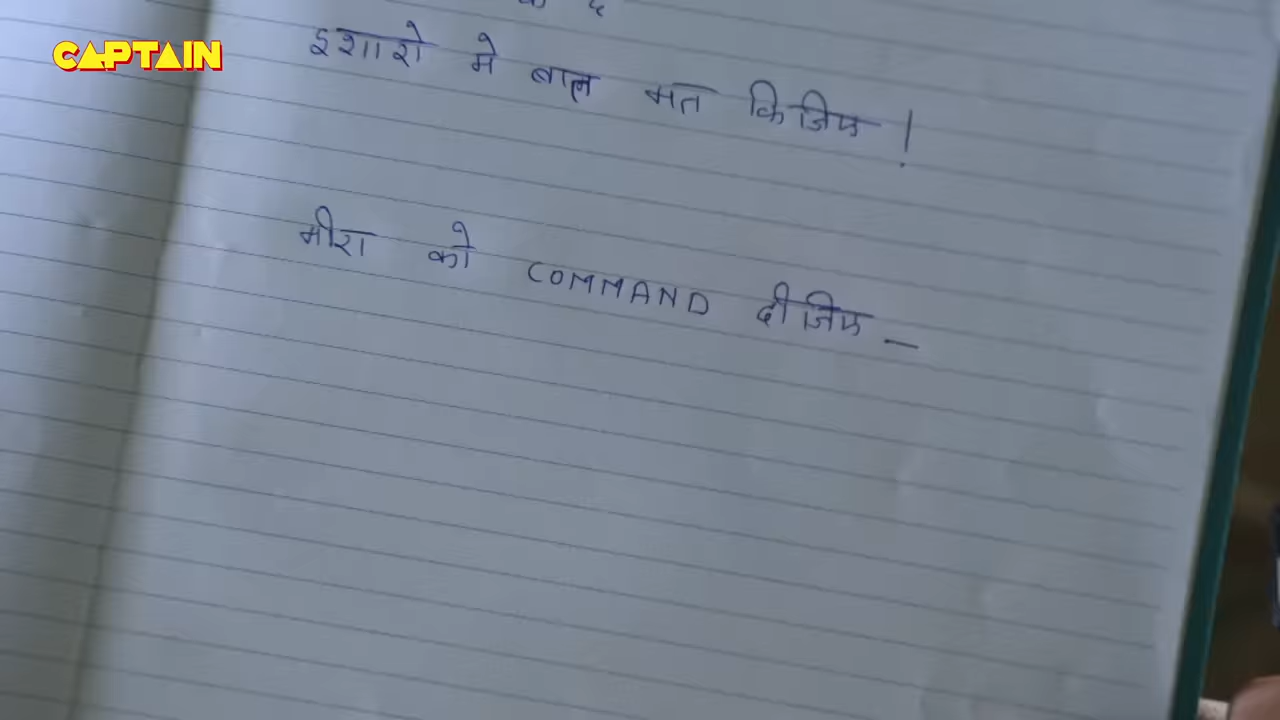 CAPTAIN
इशारो मे बात मत किजिए !
मीरा को COMMAND दीजिए _